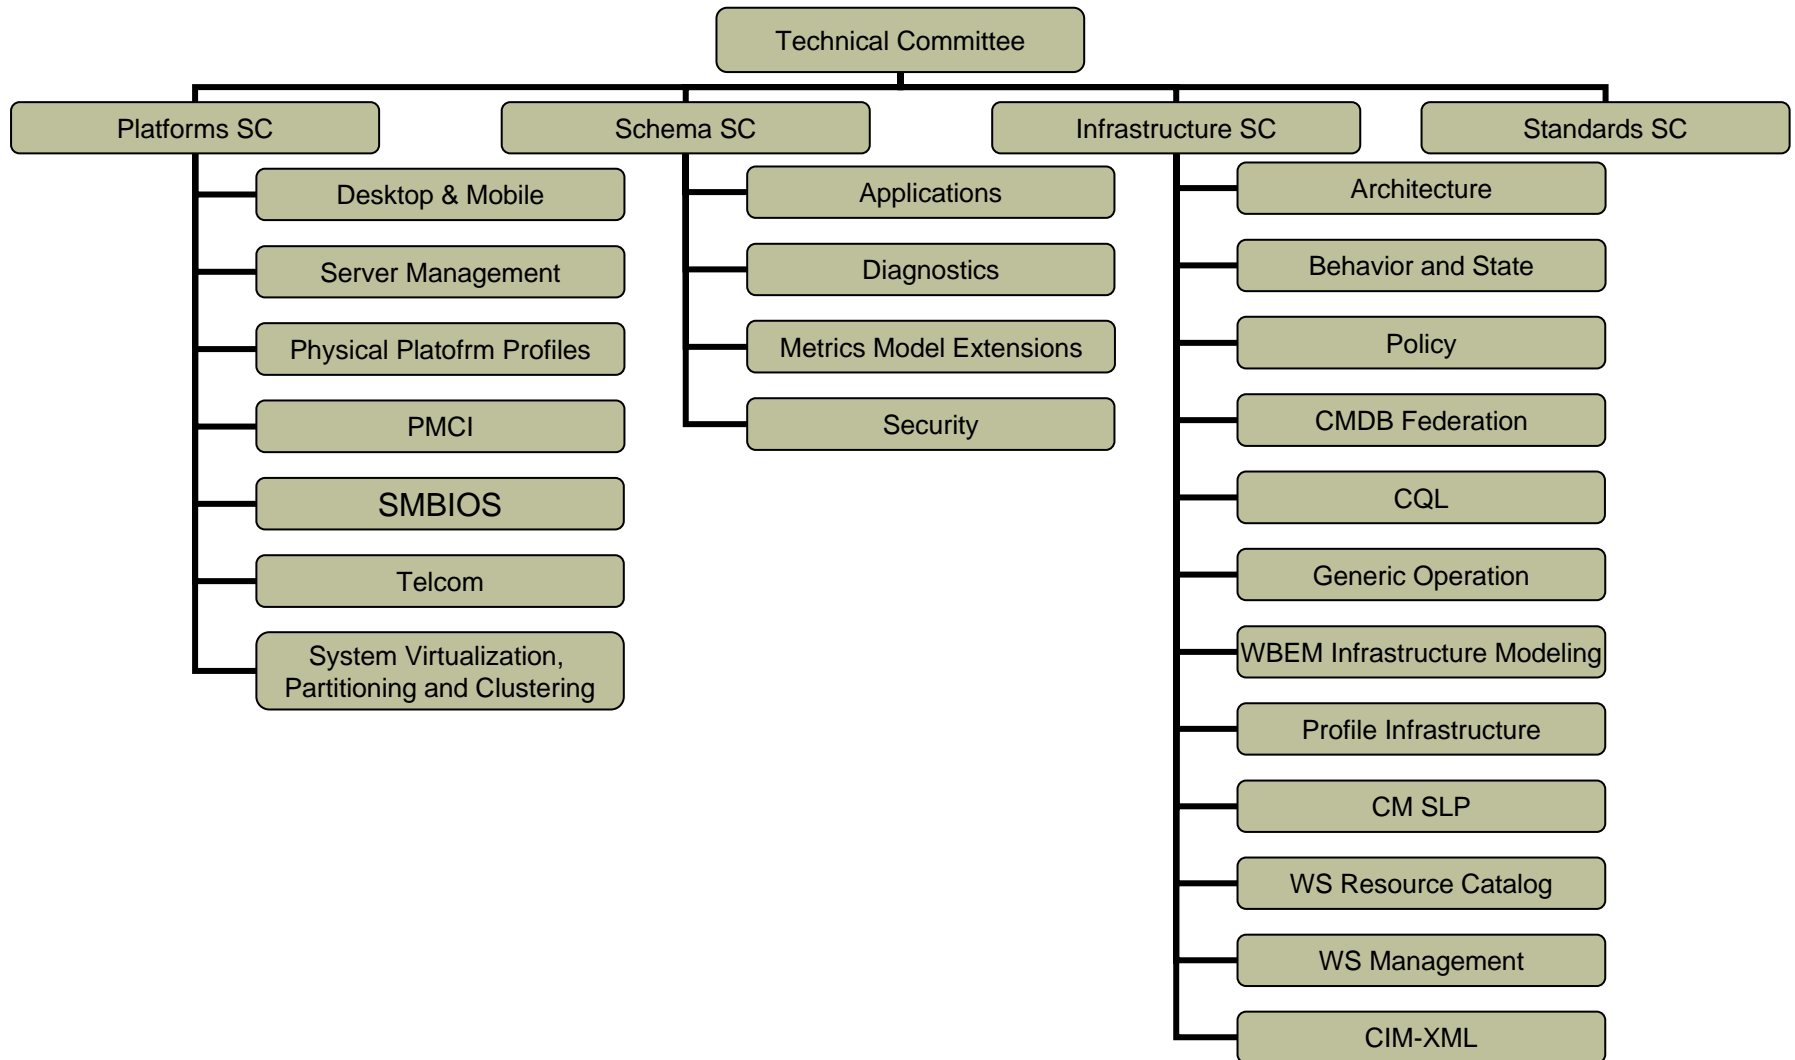 Technical Committee
Platforms SC
Schema SC
Infrastructure SC
Standards SC
Desktop & Mobile
Server Management
Physical Platofrm Profiles
PMCI
SMBIOS
Telcom
System Virtualization,
Partitioning and Clustering
Applications
Diagnostics
Metrics Model Extensions
Security
Architecture
Behavior and State
Policy
CMDB Federation
CQL
Generic Operation
WBEM Infrastructure Modeling
Profile Infrastructure
CM SLP
WS Resource Catalog
WS Management
CIM-XML